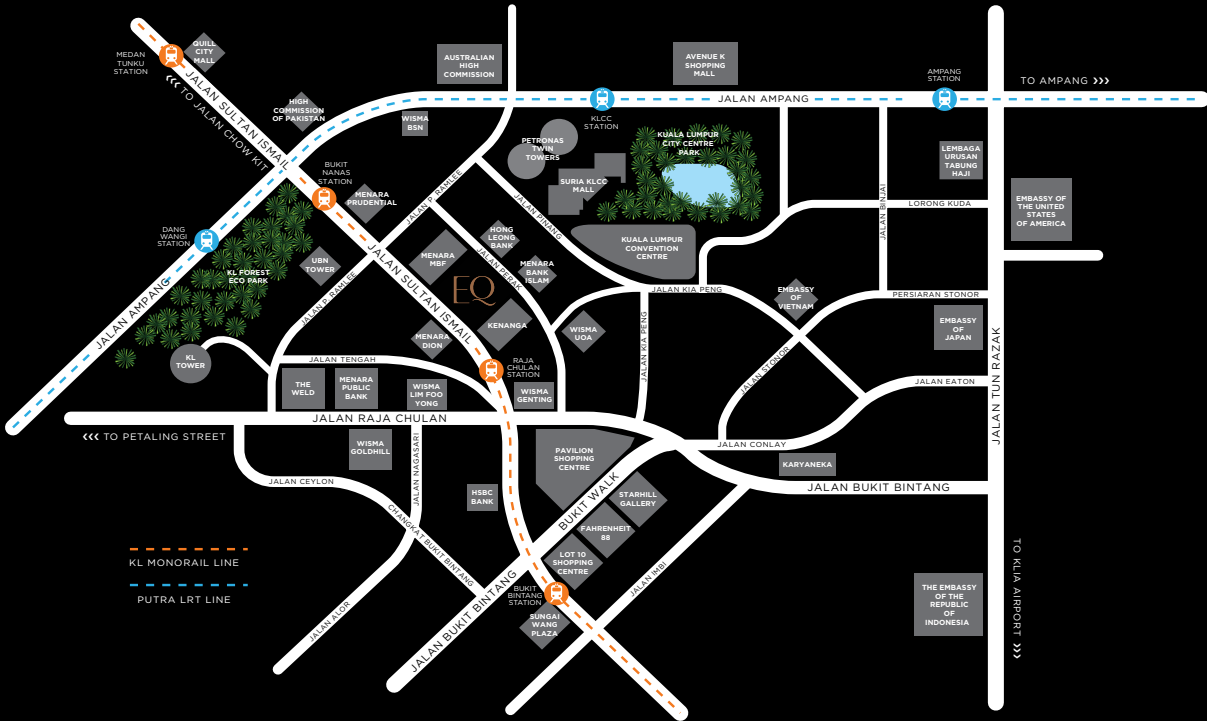 MEDAN
TUNKU
STATION
QUILL
CITY
MALL
JALAN SULTAN ISMAIL
‹‹‹ TO JALAN CHOW KIT
HIGH
COMMISSION
OF PAKISTAN
AUSTRALIAN
HIGH
COMMISSION
WISMA
BSN
AVENUE K
SHOPPING
MALL
KLCC
STATION
JALAN AMPANG
AMPANG
STATION
TO AMPANG ›››
BUKIT
NANAS
STATION
MENARA
PRUDENTIAL
PETRONAS
TWIN
TOWERS
SURIA KLCC
MALL
KUALA LUMPUR
CITY CENTRE
PARK
LEMBAGA
URUSAN
TABUNG
HAJI
EMBASSY OF
THE UNITED
STATES
OF AMERICA
LORONG KUDA
JALAN BINJAI
JALAN P. RAMLEE
JALAN PINANG
DANG
WANGI
STATION
KL FOREST
ECO PARK
UBN
TOWER
JALAN SULTAN ISMAIL
MENARA
MBF
HONG
LEONG
BANK
JALAN PERAK
MENARA
BANK
ISLAM
KUALA LUMPUR
CONVENTION
CENTRE
EQ
JALAN KIA PENG
EMBASSY
OF
VIETNAM
PERSIARAN STONOR
JALAN AMPANG
JALAN P. RAMLEE
MENARA
DION
KENANGA
WISMA
UOA
JALAN KIA PENG
EMBASSY
OF
JAPAN
KL
TOWER
JALAN TENGAH
RAJA
CHULAN
STATION
JALAN STONOR
JALAN EATON
JALAN TUN RAZAK
THE
WELD
MENARA
PUBLIC
BANK
WISMA
LIM FOO
YONG
WISMA
GENTING
JALAN RAJA CHULAN
‹‹‹ TO PETALING STREET
WISMA
GOLDHILL
JALAN NAGASARI
PAVILION
SHOPPING
CENTRE
JALAN CONLAY
KARYANEKA
JALAN BUKIT BINTANG
JALAN CEYLON
HSBC
BANK
BUKIT WALK
STARHILL
GALLERY
CHANGKAT BUKIT BINTANG
FAHRENHEIT
88
LOT 10
SHOPPING
CENTRE
JALAN IMBI
KL MONORAIL LINE
PUTRA LRT LINE
JALAN ALOR
JALAN BUKIT BINTANG
BUKIT
BINTANG
STATION
SUNGAI
WANG
PLAZA
THE EMBASSY
OF THE
REPUBLIC
OF
INDONESIA
TO KLIA AIRPORT ›››